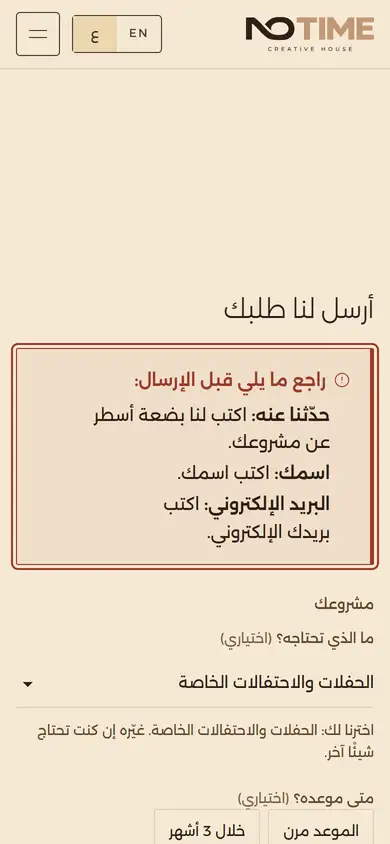 NOTIME
CREATIVE HOUSE
EN
ع
أرسل لنا طلبك
راجع ما يلي قبل الإرسال:
حدّثنا عنه: اكتب لنا بضعة أسطر
عن مشروعك.
اسمك: اكتب اسمك.
البريد الإلكتروني: اكتب
بريدك الإلكتروني.
مشروعك
ما الذي تحتاجه؟ (اختياري)
الحفلات والاحتفالات الخاصة
اخترنا لك: الحفلات والاحتفالات الخاصة. غيّره إن كنت تحتاج
شيئًا آخر.
متى موعده؟ (اختياري)
الموعد مرن
خلال 3 أشهر